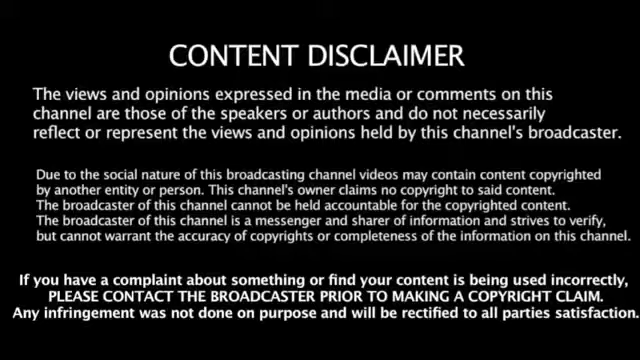 CONTENT DISCLAIMER
The views and opinions expressed in the media or comments on this
channel are those of the speakers or authors and do not necessarily
reflect or represent the views and opinions held by this channel's broadcaster.
Due to the social nature of this broadcasting channel videos may contain content copyrighted
by another entity or person. This channel's owner claims no copyright to said content.
The broadcaster of this channel cannot be held accountable for the copyrighted content.
The broadcaster of this channel is a messenger and sharer of information and strives to verify,
but cannot warrant the accuracy of copyrights or completeness of the information on this channel.
If you have a complaint about something or find your content is being used incorrectly,
PLEASE CONTACT THE BROADCASTER PRIOR TO MAKING A COPYRIGHT CLAIM.
Any infringement was not done on purpose and will be rectified to all parties satisfaction.